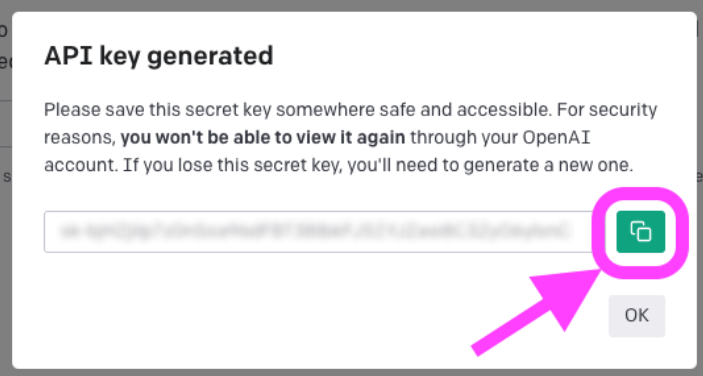 API key generated
Please save this secret key somewhere safe and accessible. For security
reasons, you won't be able to view it again through your OpenAI
account. If you lose this secret key, you'll need to generate a new one.
OK